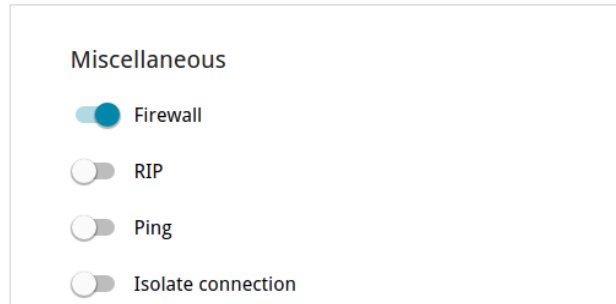 Miscellaneous
Firewall
RIP
Ping
Isolate connection